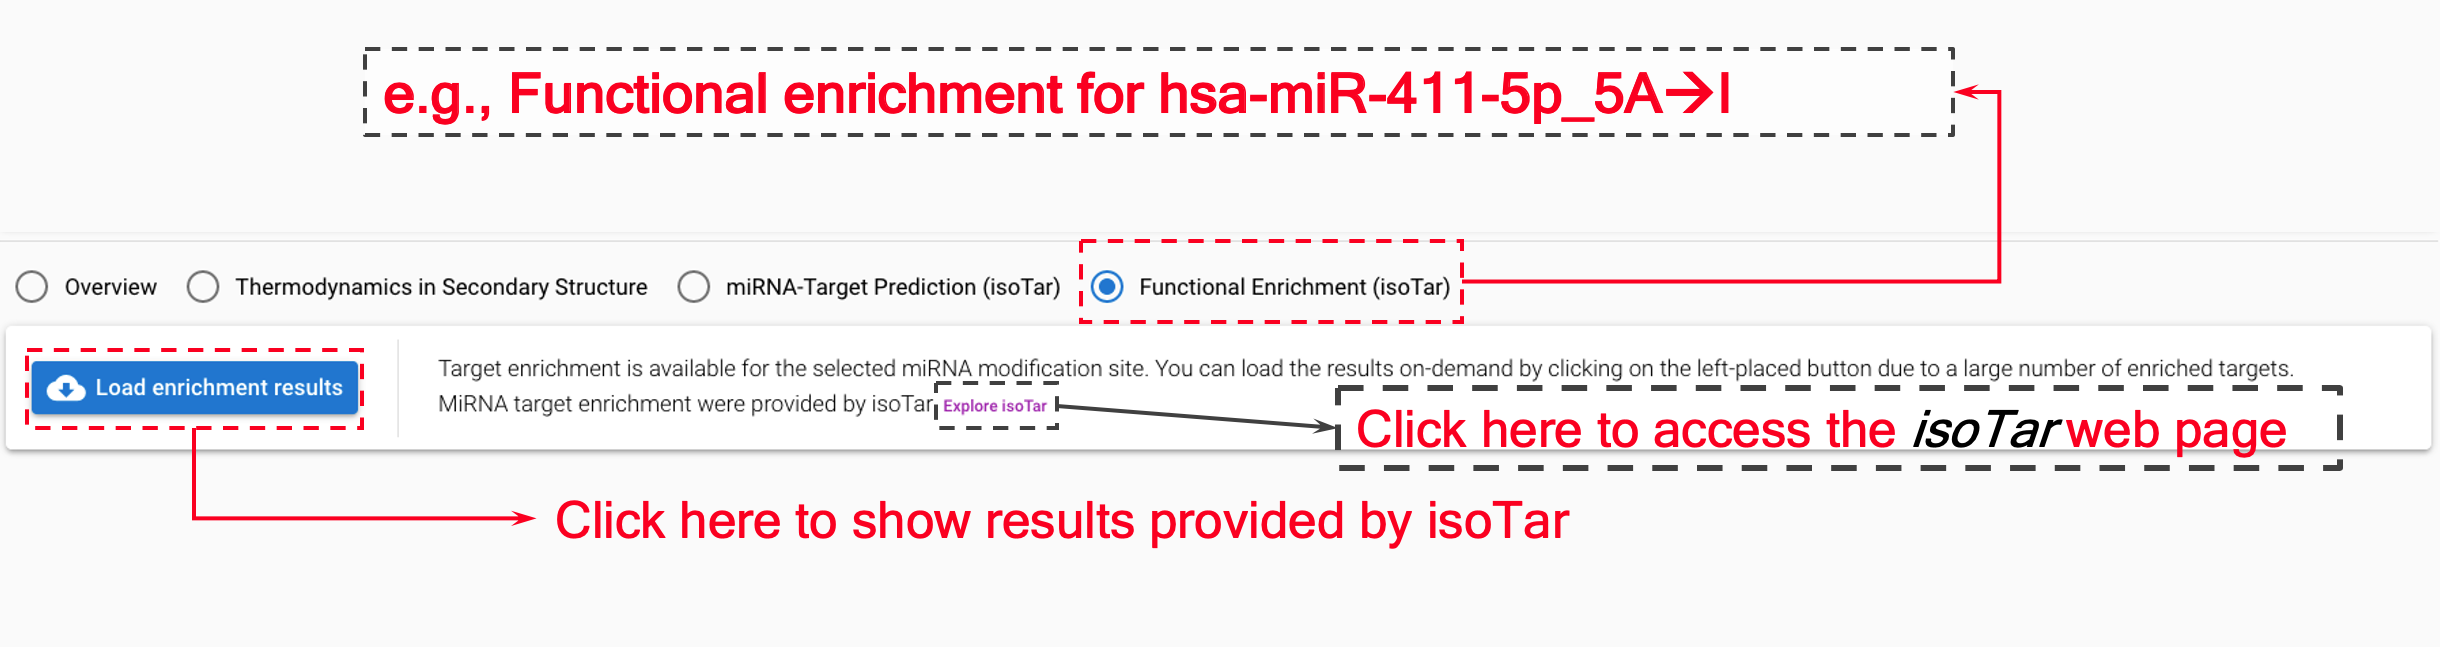 e.g., Functional enrichment for hsa-miR-411-5p_5A→I
Overview
Thermodynamics in Secondary Structure
miRNA-Target Prediction (isoTar)
Functional Enrichment (isoTar)
Load enrichment results
Target enrichment is available for the selected miRNA modification site. You can load the results on-demand by clicking on the left-placed button due to a large number of enriched targets.
MiRNA target enrichment were provided by isoTar Explore isoTar
Click here to access the isoTar web page
Click here to show results provided by isoTar